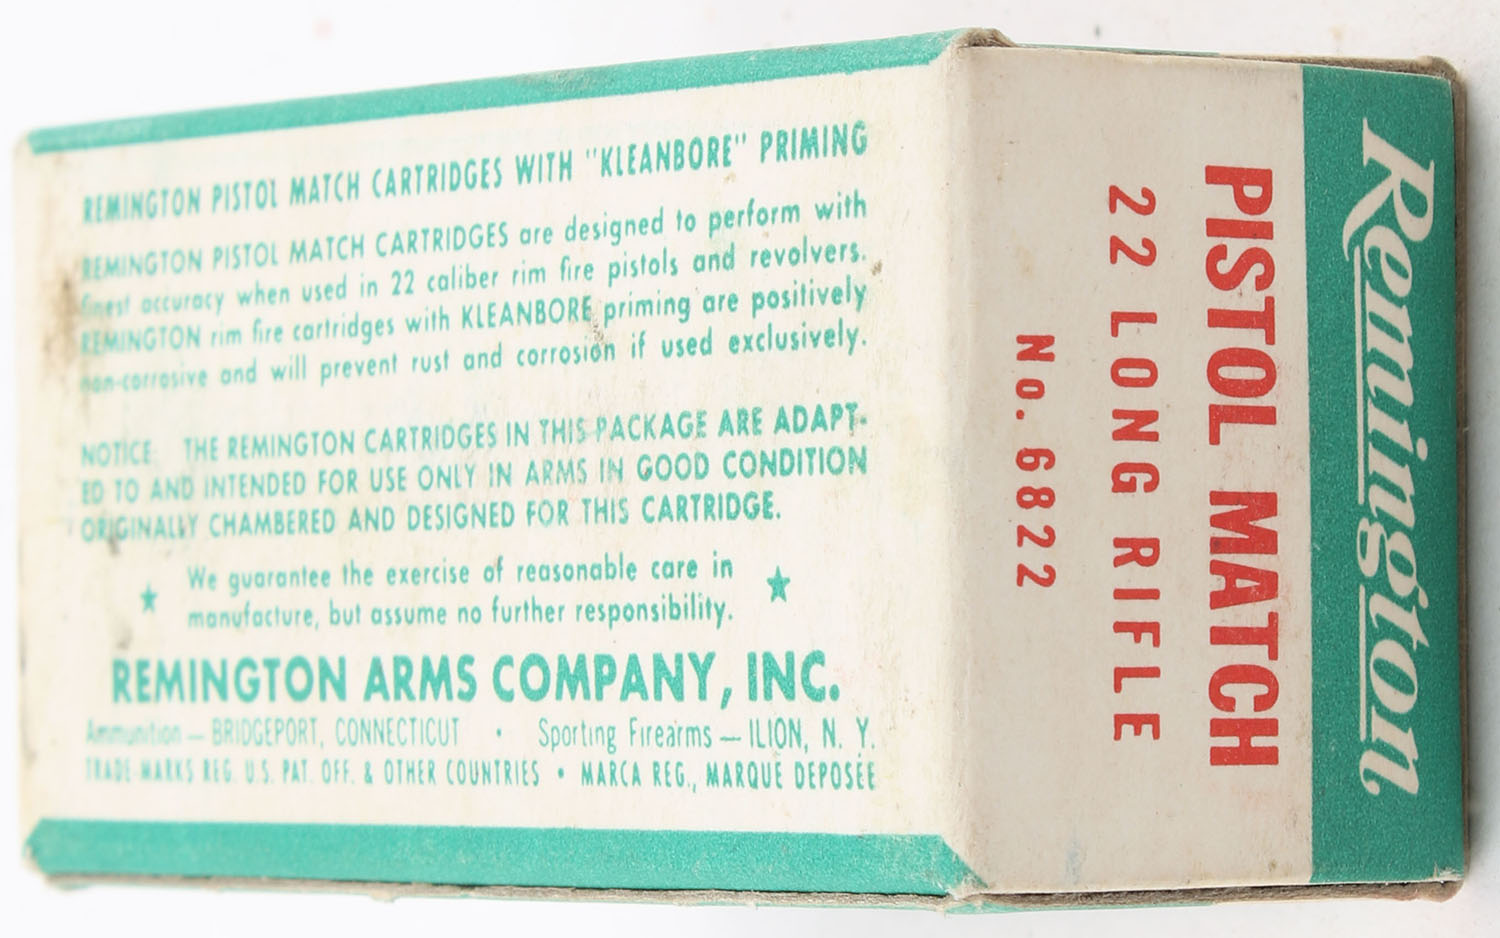 REMINGTON PISTOL MATCH CARTRIDGES WITH "KLEANBORE" PRIMING
REMINGTON PISTOL MATCH CARTRIDGES are designed to perform with
finest accuracy when used in 22 caliber rim fire pistols and revolvers.
REMINGTON rim fire cartridges with KLEANBORE priming are positively
non-corrosive and will prevent rust and corrosion if used exclusively.
NOTICE: THE REMINGTON CARTRIDGES IN THIS PACKAGE ARE ADAPT-
ED TO AND INTENDED FOR USE ONLY IN ARMS IN GOOD CONDITION
ORIGINALLY CHAMBERED AND DESIGNED FOR THIS CARTRIDGE.
We guarantee the exercise of reasonable care in
manufacture, but assume no further responsibility.
REMINGTON ARMS COMPANY, INC.
Ammunition — BRIDGEPORT, CONNECTICUT • Sporting Firearms — ILION, N. Y.
TRADE-MARKS REG. U.S. PAT. OFF. & OTHER COUNTRIES • MARCA REG., MARQUE DEPOSÉE
Remington
PISTOL MATCH
22 LONG RIFLE
No. 6822